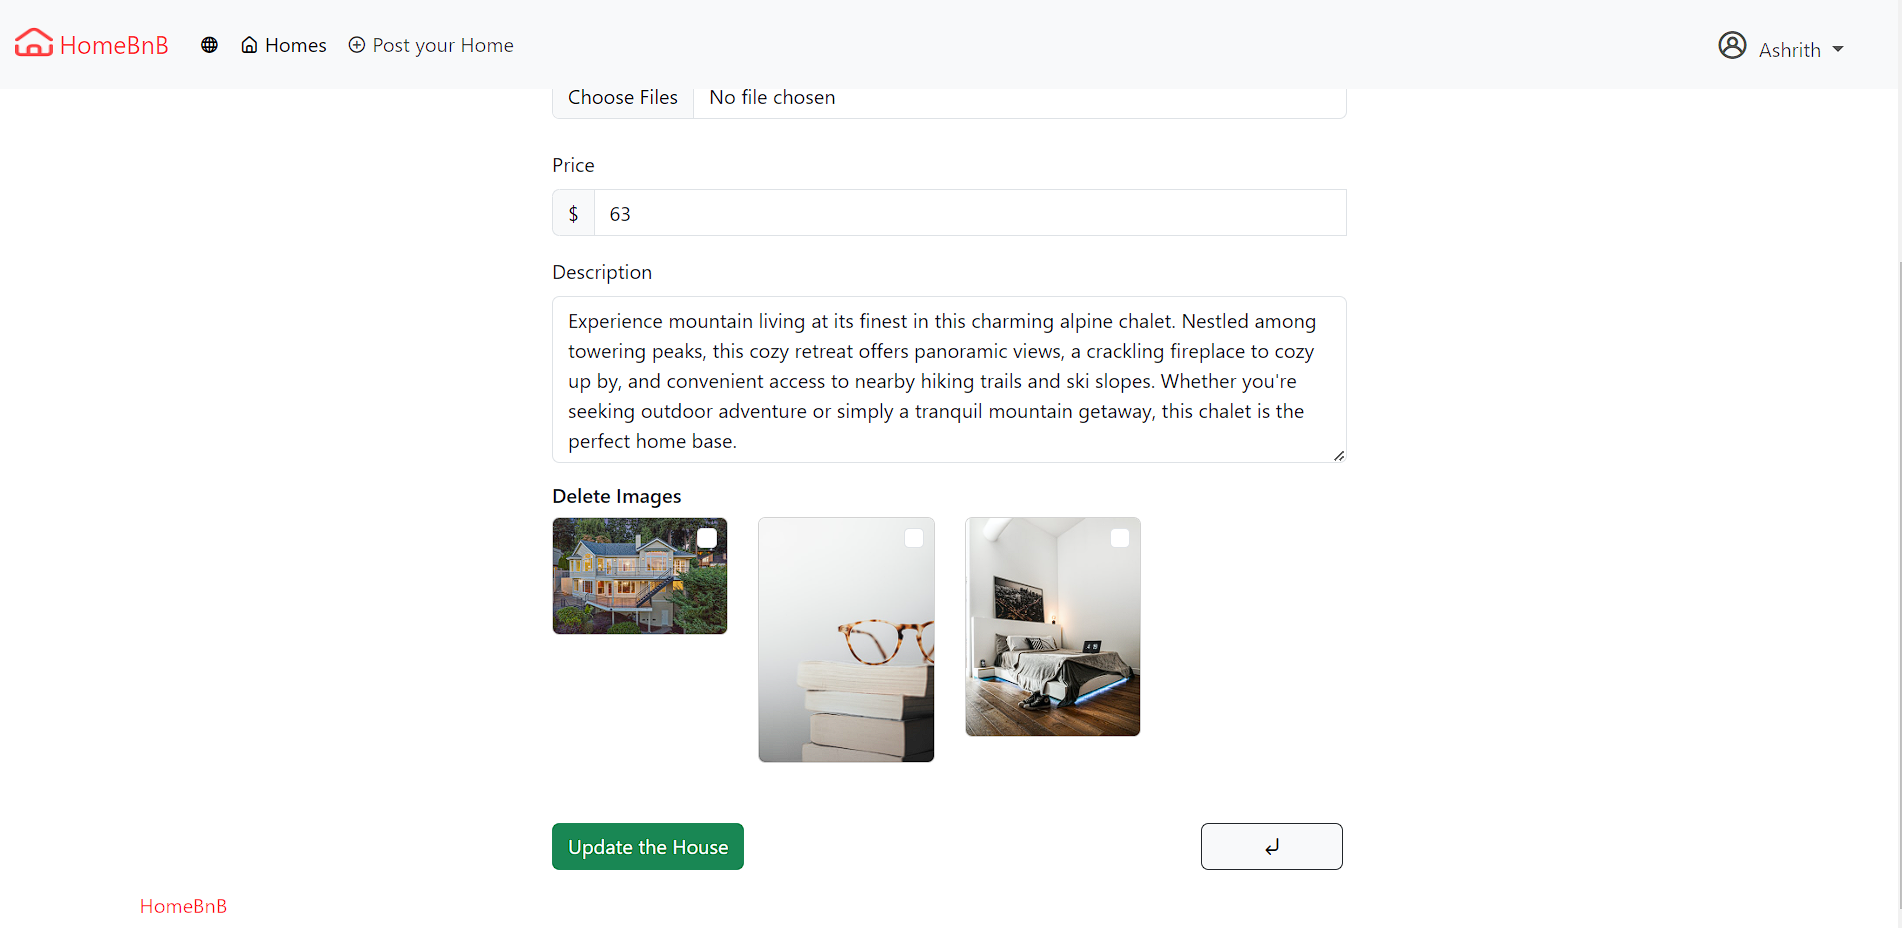 HomeBnB
Homes
Post your Home
Ashrith
Choose Files
No file chosen
Price
$
63
Description
Experience mountain living at its finest in this charming alpine chalet. Nestled among
towering peaks, this cozy retreat offers panoramic views, a crackling fireplace to cozy
up by, and convenient access to nearby hiking trails and ski slopes. Whether you're
seeking outdoor adventure or simply a tranquil mountain getaway, this chalet is the
perfect home base.
Delete Images
Update the House
HomeBnB